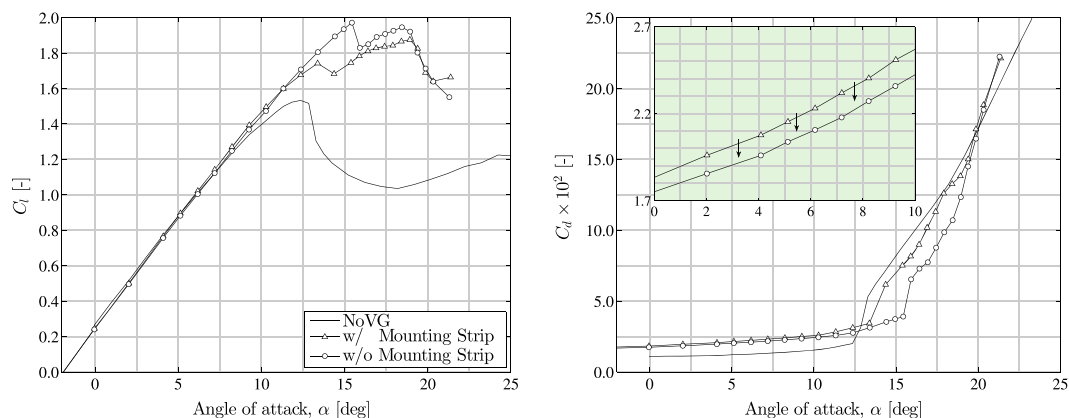 2.0
1.8
1.6
1.4
1.2
1.0
0.8
0.6
0.4
0.2
0.0
0 5 10 15 20 25
C_l [-]
Angle of attack, α [deg]
NoVG
w/ Mounting Strip
w/o Mounting Strip
25.0
20.0
15.0
10.0
5.0
0.0
0 5 10 15 20 25
C_d × 10² [-]
Angle of attack, α [deg]
2.7
2.2
1.7
0 2 4 6 8 10